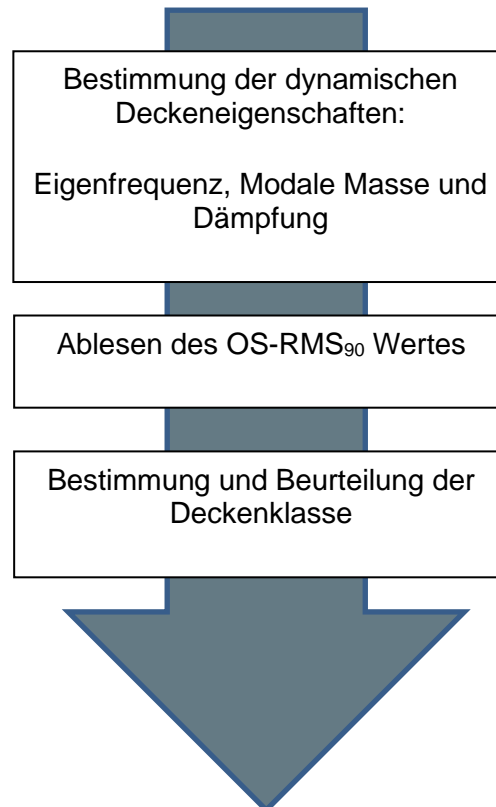 Bestimmung der dynamischen
Deckeneigenschaften:
Eigenfrequenz, Modale Masse und
Dämpfung
Ablesen des OS-RMS₉₀ Wertes
Bestimmung und Beurteilung der
Deckenklasse